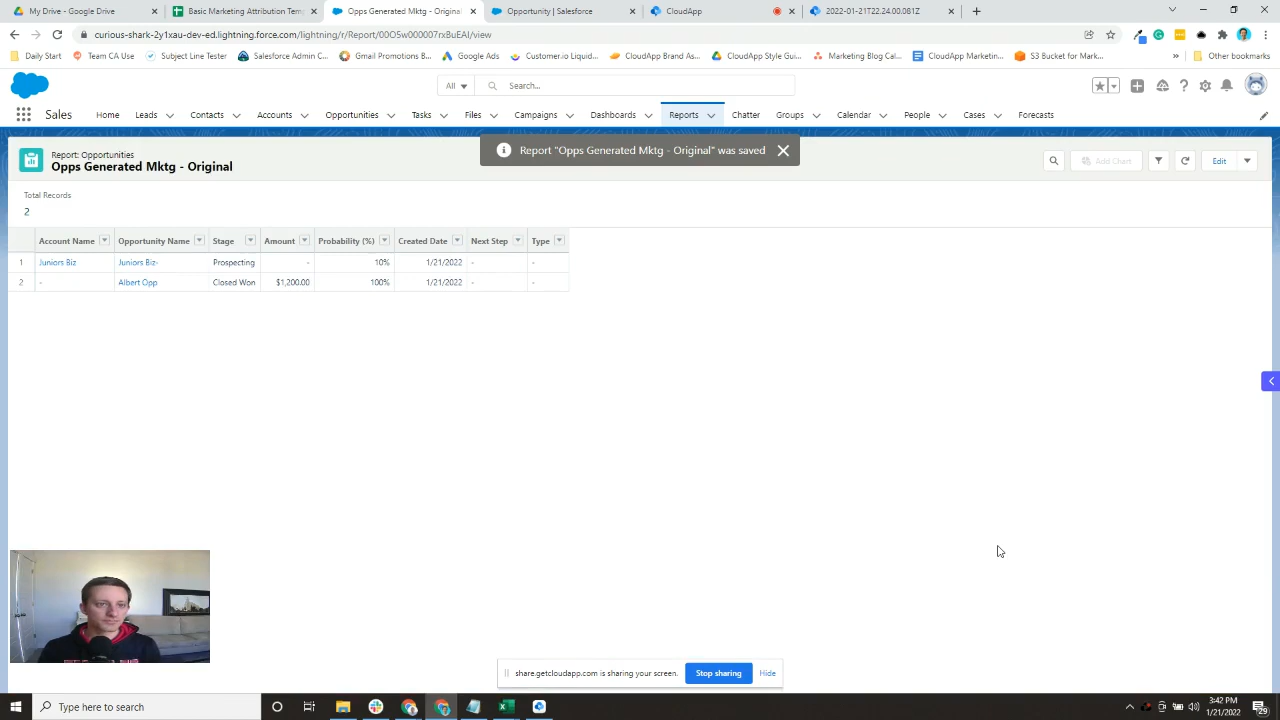 My Drive - Google Drive
Basic Marketing Attribution Temp
Opps Generated Mktg - Original
Opportunity | Salesforce
CloudApp
2022-01-21T22.24.00.081Z
curious-shark-2y1xau-dev-ed.lightning.force.com/lightning/r/Report/00O5w000007rxBuEAI/view
Daily Start
Team CA Use
Subject Line Tester
Salesforce Admin C...
Gmail Promotions B...
Google Ads
Customer.io Liquid...
CloudApp Brand Ass...
CloudApp Style Gui...
Marketing Blog Cal...
CloudApp Marketin...
S3 Bucket for Mark...
»
Other bookmarks
All
Search...
Sales
Home
Leads
Contacts
Accounts
Opportunities
Tasks
Files
Campaigns
Dashboards
Reports
Chatter
Groups
Calendar
People
Cases
Forecasts
Report "Opps Generated Mktg - Original" was saved
Report: Opportunities
Opps Generated Mktg - Original
Add Chart
Edit
Total Records
2
Account Name Opportunity Name Stage Amount Probability (%) Created Date Next Step Type
1 Juniors Biz Juniors Biz- Prospecting - 10% 1/21/2022 - -
2 - Albert Opp Closed Won $1,200.00 100% 1/21/2022 - -
share.getcloudapp.com is sharing your screen.
Stop sharing
Hide
Type here to search
3:42 PM
1/21/2022
29